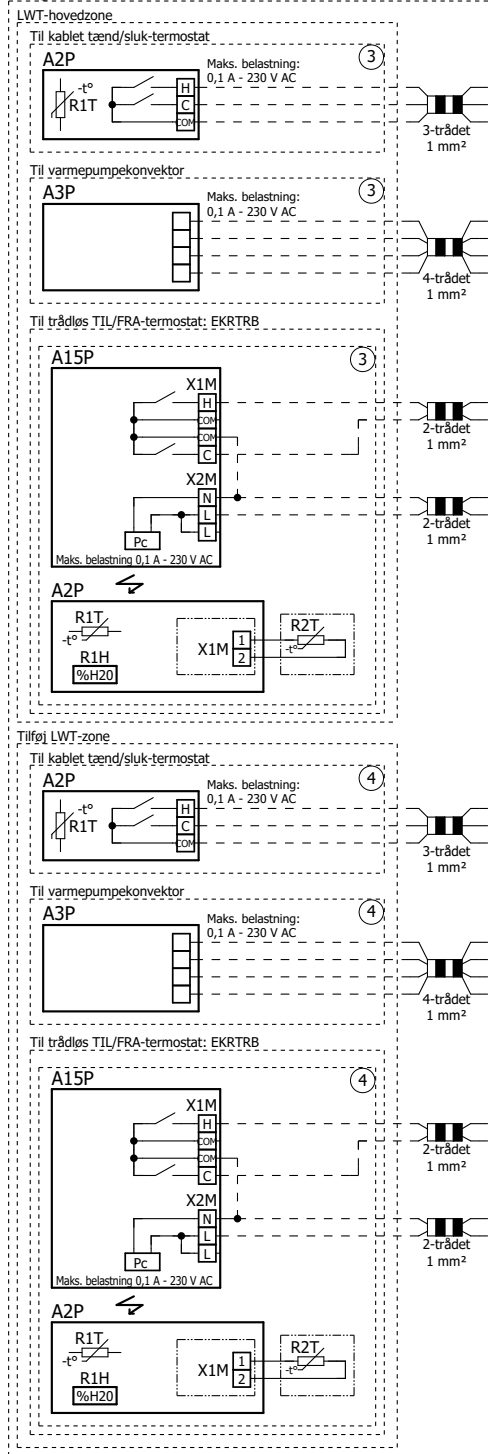 LWT-hovedzone
Til kablet tænd/sluk-termostat
A2P
3
Maks. belastning:
0,1 A - 230 V AC
-t°
R1T
H
C
COM
3-trådet
1 mm²
Til varmepumpekonvektor
A3P
3
Maks. belastning:
0,1 A - 230 V AC
4-trådet
1 mm²
Til trådløs TIL/FRA-termostat: EKRTRB
A15P
3
X1M
H
COM
COM
C
2-trådet
1 mm²
X2M
N
L
L
Pc
2-trådet
1 mm²
Maks. belastning 0,1 A - 230 V AC
A2P
R1T
-t°
R1H
%H20
X1M
1
2
R2T
-t°
Tilføj LWT-zone
Til kablet tænd/sluk-termostat
A2P
4
Maks. belastning:
0,1 A - 230 V AC
-t°
R1T
H
C
COM
3-trådet
1 mm²
Til varmepumpekonvektor
A3P
4
Maks. belastning:
0,1 A - 230 V AC
4-trådet
1 mm²
Til trådløs TIL/FRA-termostat: EKRTRB
A15P
4
X1M
H
COM
COM
C
2-trådet
1 mm²
X2M
N
L
L
Pc
2-trådet
1 mm²
Maks. belastning 0,1 A - 230 V AC
A2P
R1T
-t°
R1H
%H20
X1M
1
2
R2T
-t°